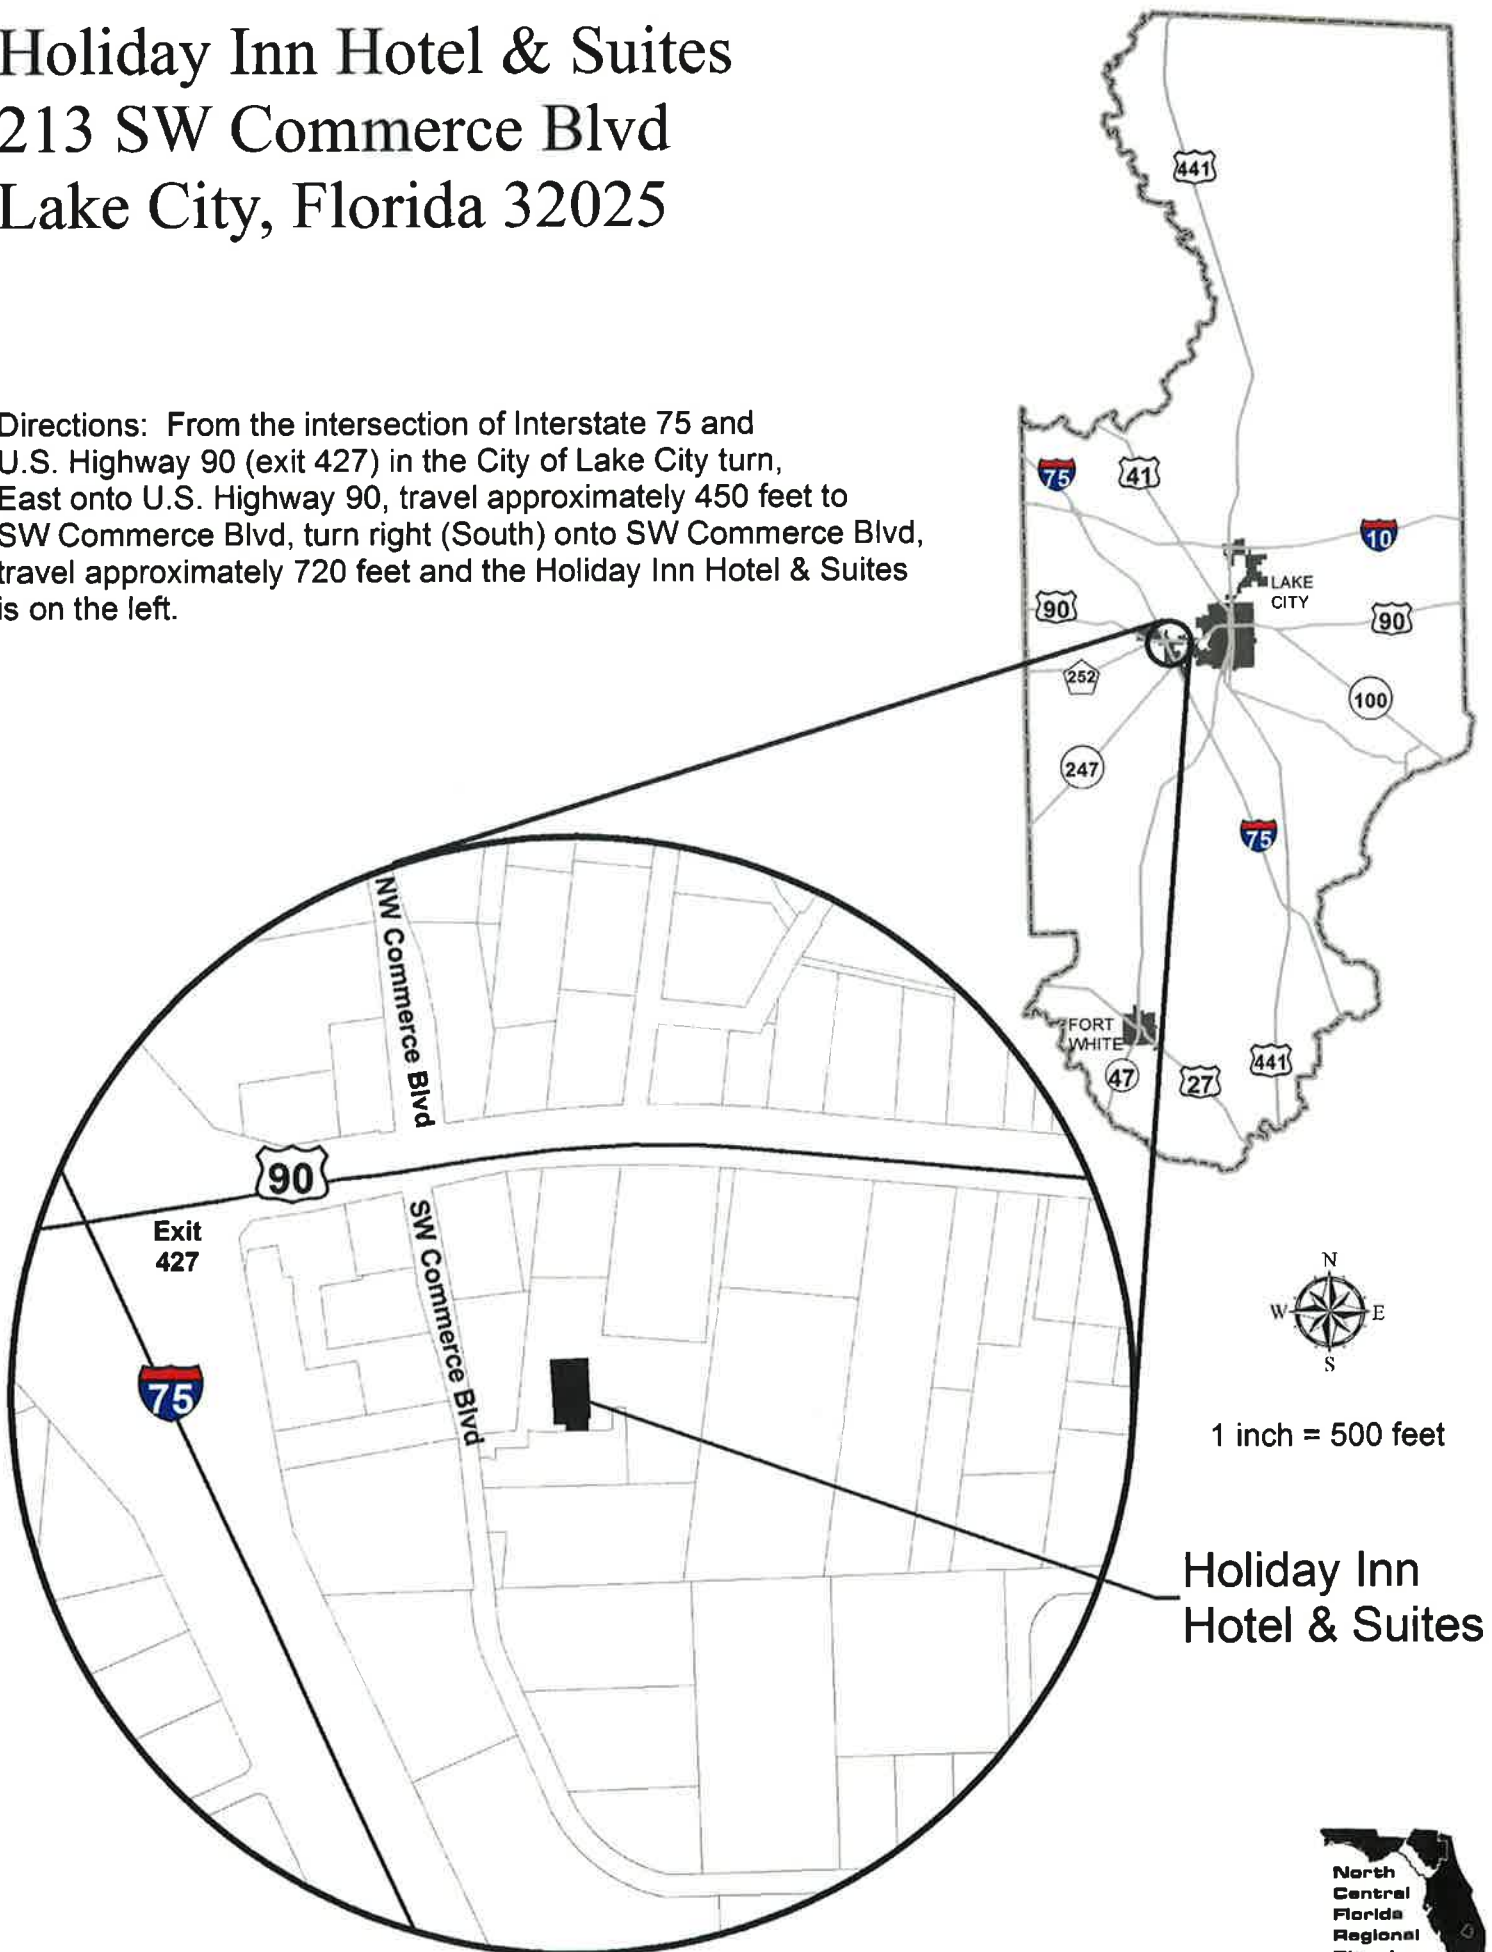 Holiday Inn Hotel & Suites
213 SW Commerce Blvd
Lake City, Florida 32025
Directions: From the intersection of Interstate 75 and
U.S. Highway 90 (exit 427) in the City of Lake City turn,
East onto U.S. Highway 90, travel approximately 450 feet to
SW Commerce Blvd, turn right (South) onto SW Commerce Blvd,
travel approximately 720 feet and the Holiday Inn Hotel & Suites
is on the left.
441
75
41
10
LAKE
CITY
90
90
252
100
247
75
FORT
WHITE
47
27
441
NW Commerce Blvd
90
Exit
427
SW Commerce Blvd
75
N
W
E
S
1 inch = 500 feet
Holiday Inn
Hotel & Suites
North
Central
Florida
Regional